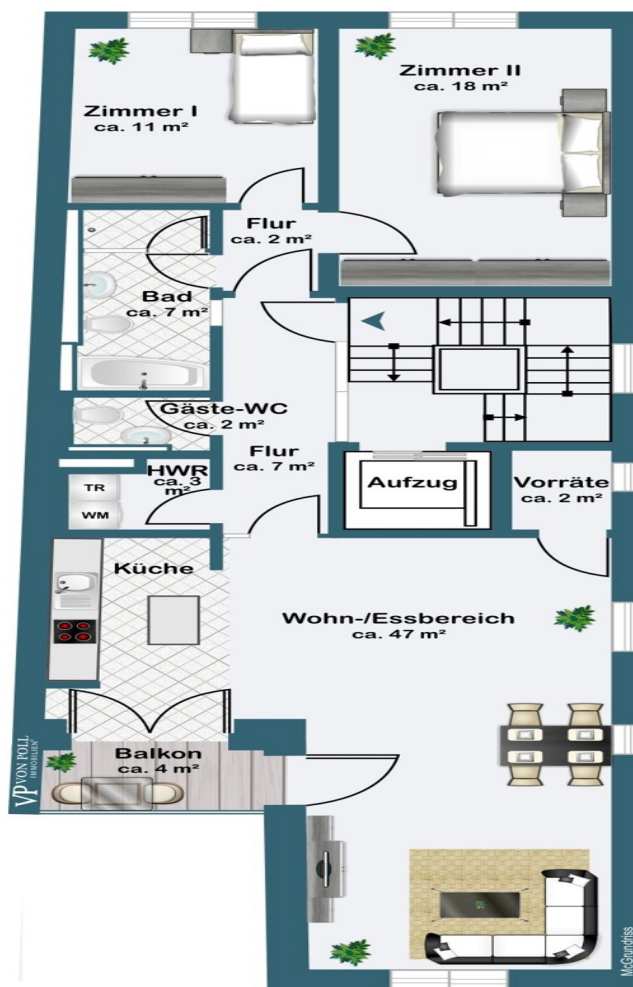 Zimmer I
ca. 11 m²
Zimmer II
ca. 18 m²
Flur
ca. 2 m²
Bad
ca. 7 m²
Gäste-WC
ca. 2 m²
Flur
ca. 7 m²
HWR
ca. 3
m²
TR
WM
Aufzug
Vorräte
ca. 2 m²
Küche
Wohn-/Essbereich
ca. 47 m²
Balkon
ca. 4 m²
VP VON POLL
IMMOBILIEN
McGrundriss